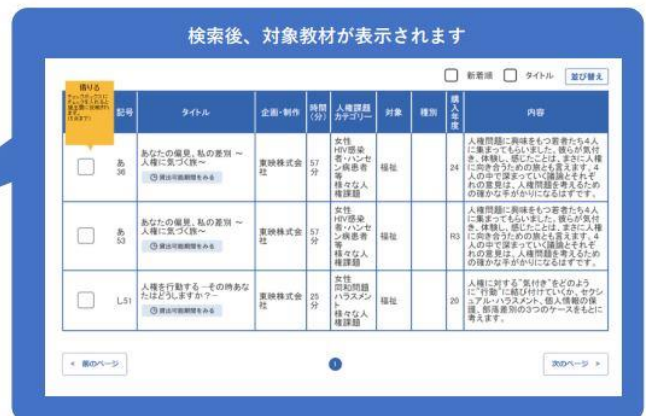 検索後、対象教材が表示されます
新着順 タイトル 並び替え
借りる
記号 タイトル 企画・制作 時間(分) 人権課題カテゴリー 対象 種別 購入年度 内容
あ36
あなたの偏見、私の差別 ～
人権に気づく旅～
貸出可能期間をみる
東映株式会
社
57
分
女性
HIV感染
者・ハンセ
ン病患者
等
様々な人
権課題
福祉
24
人権問題に興味をもつ若者たち4人
に集まってもらいました。彼らが気付
き、体験し、感じたことは、まさに人権
に向き合うための旅とも言えます。4
人の中で深まっていく議論とそれぞ
れの意見は、人権問題を考えるため
の確かな手がかりになるはずです。
あ53
あなたの偏見、私の差別 ～
人権に気づく旅～
貸出可能期間をみる
東映株式会
社
57
分
女性
HIV感染
者・ハンセ
ン病患者
等
様々な人
権課題
福祉
R3
人権問題に興味をもつ若者たち4人
に集まってもらいました。彼らが気付
き、体験し、感じたことは、まさに人権
に向き合うための旅とも言えます。4
人の中で深まっていく議論とそれぞ
れの意見は、人権問題を考えるため
の確かな手がかりになるはずです。
し51
人権を行動する －その時あな
たはどうしますか？－
貸出可能期間をみる
東映株式会
社
25
分
女性
同和問題
ハラスメン
ト
様々な人
権課題
福祉
20
人権に対する“気付き”をどのよう
に“行動”に結び付けていくか、セクシ
ュアル・ハラスメント、個人情報の保
護、部落差別の3つのケースをもとに
考えます。
< 前のページ
1
次のページ >